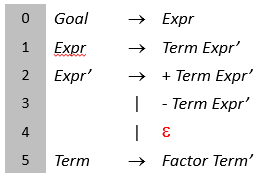 0 Goal → Expr
1 Expr → Term Expr’
2 Expr’ → + Term Expr’
3 | - Term Expr’
4 | ε
5 Term → Factor Term’